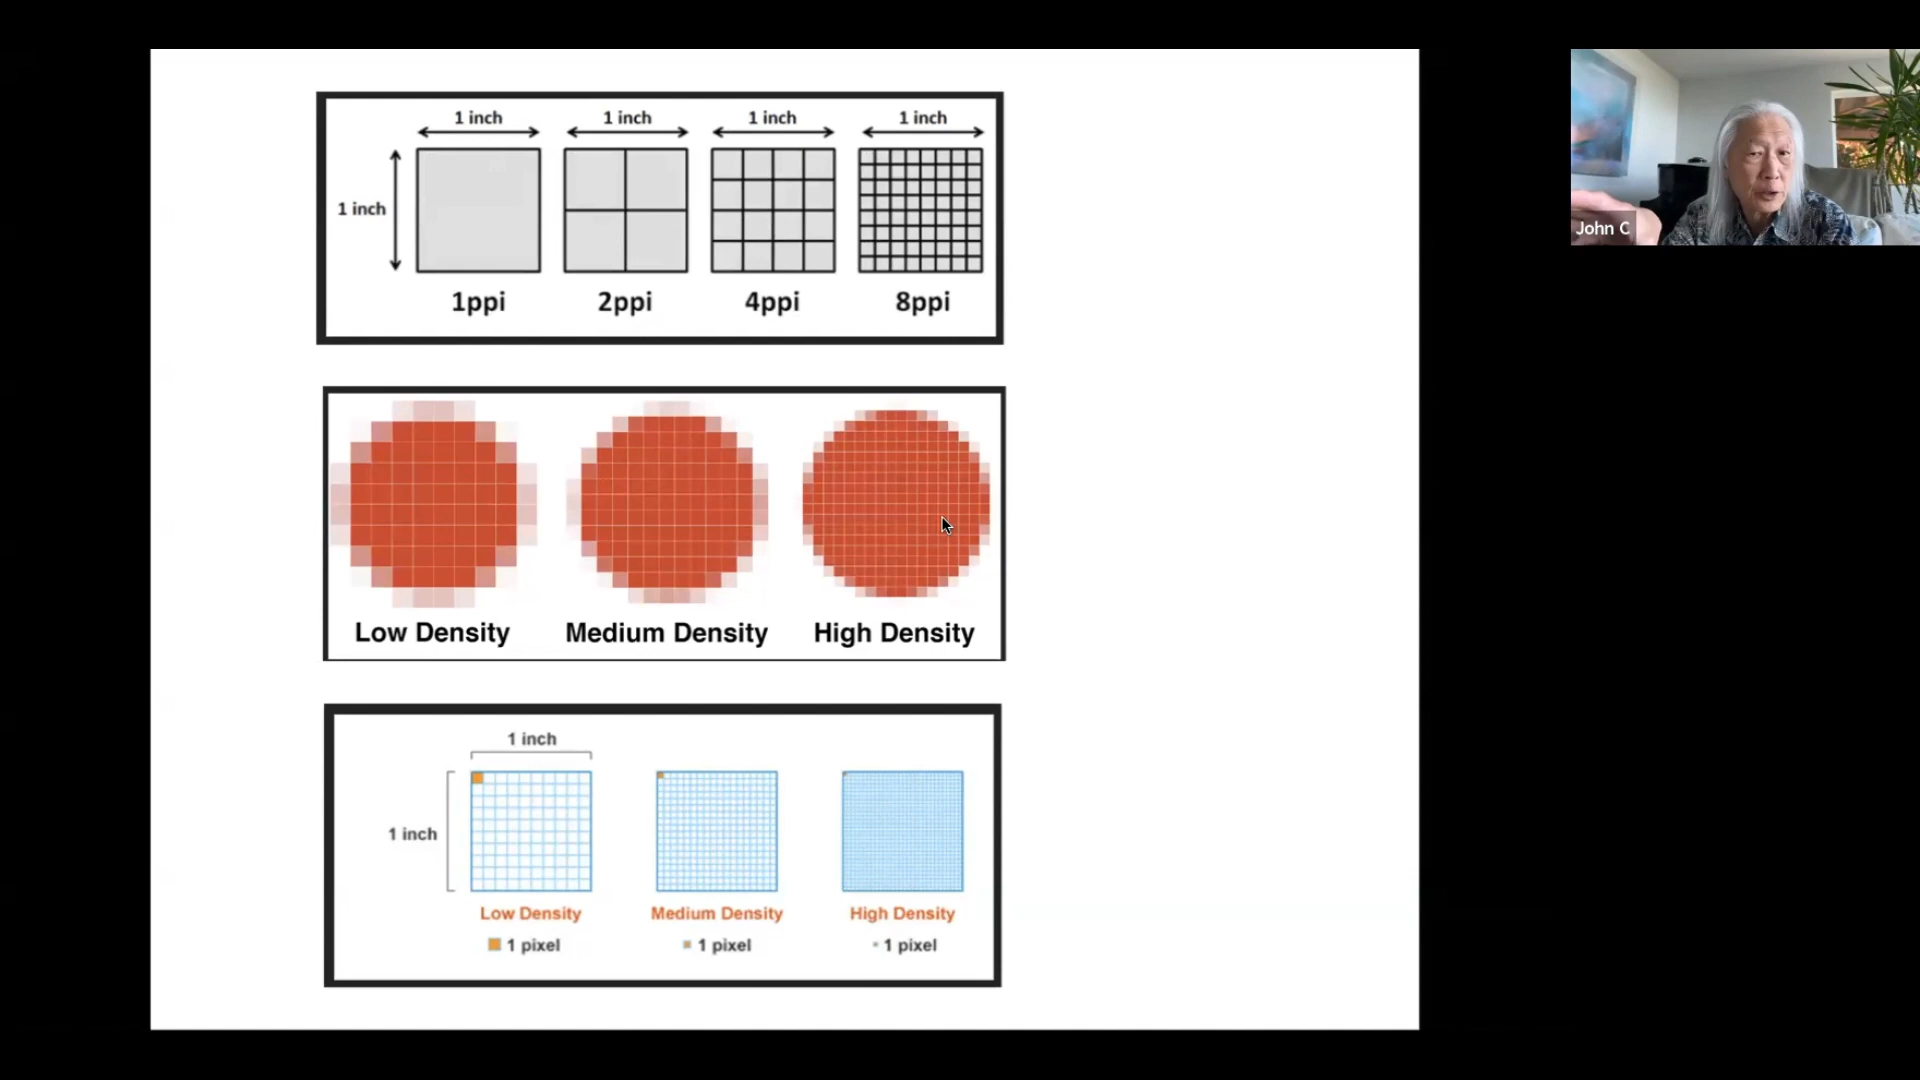 1 inch 1 inch 1 inch 1 inch
1 inch
1ppi 2ppi 4ppi 8ppi
Low Density Medium Density High Density
1 inch
1 inch
Low Density Medium Density High Density
1 pixel 1 pixel 1 pixel
John C